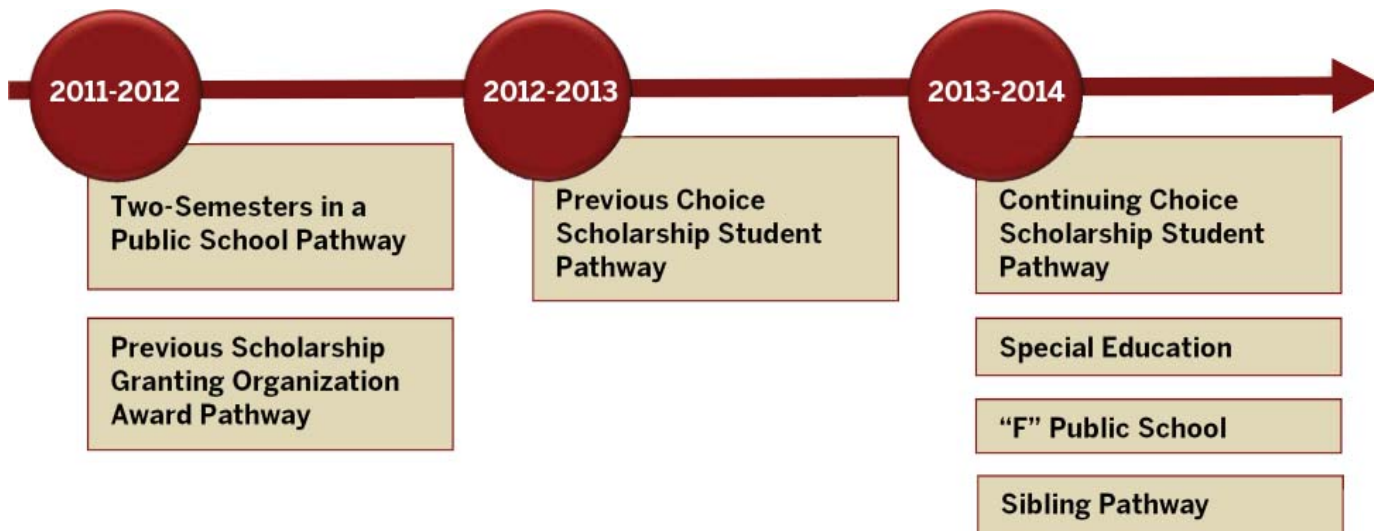 2011-2012
Two-Semesters in a
Public School Pathway
Previous Scholarship
Granting Organization
Award Pathway
2012-2013
Previous Choice
Scholarship Student
Pathway
2013-2014
Continuing Choice
Scholarship Student
Pathway
Special Education
“F” Public School
Sibling Pathway